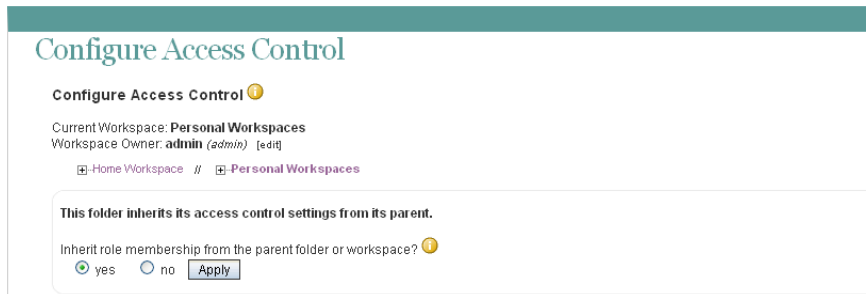 Configure Access Control
Configure Access Control
Current Workspace: Personal Workspaces
Workspace Owner: admin (admin) [edit]
Home Workspace // Personal Workspaces
This folder inherits its access control settings from its parent.
Inherit role membership from the parent folder or workspace?
yes no Apply